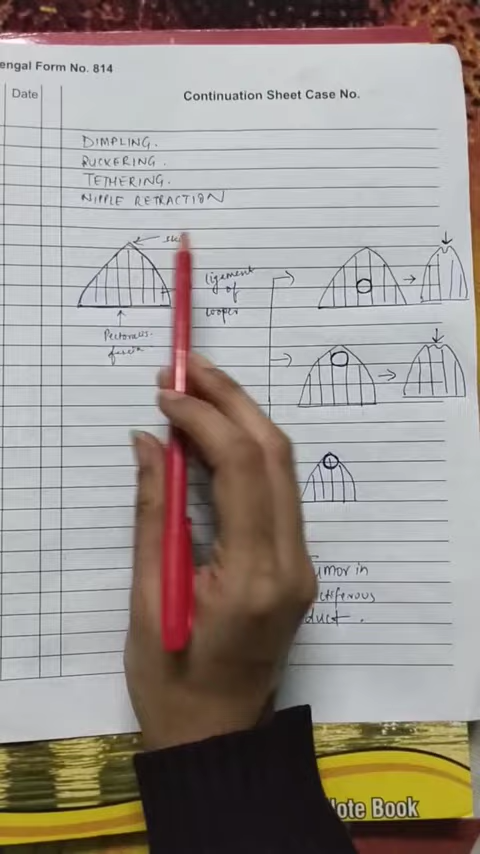 engal Form No. 814
Date
Continuation Sheet Case No.
DIMPLING.
PUCKERING.
TETHERING.
NIPPLE RETRACTION
ligament
of
cooper
Pectoralis
fascia
umor in
ctiferous
duct.
lote Book